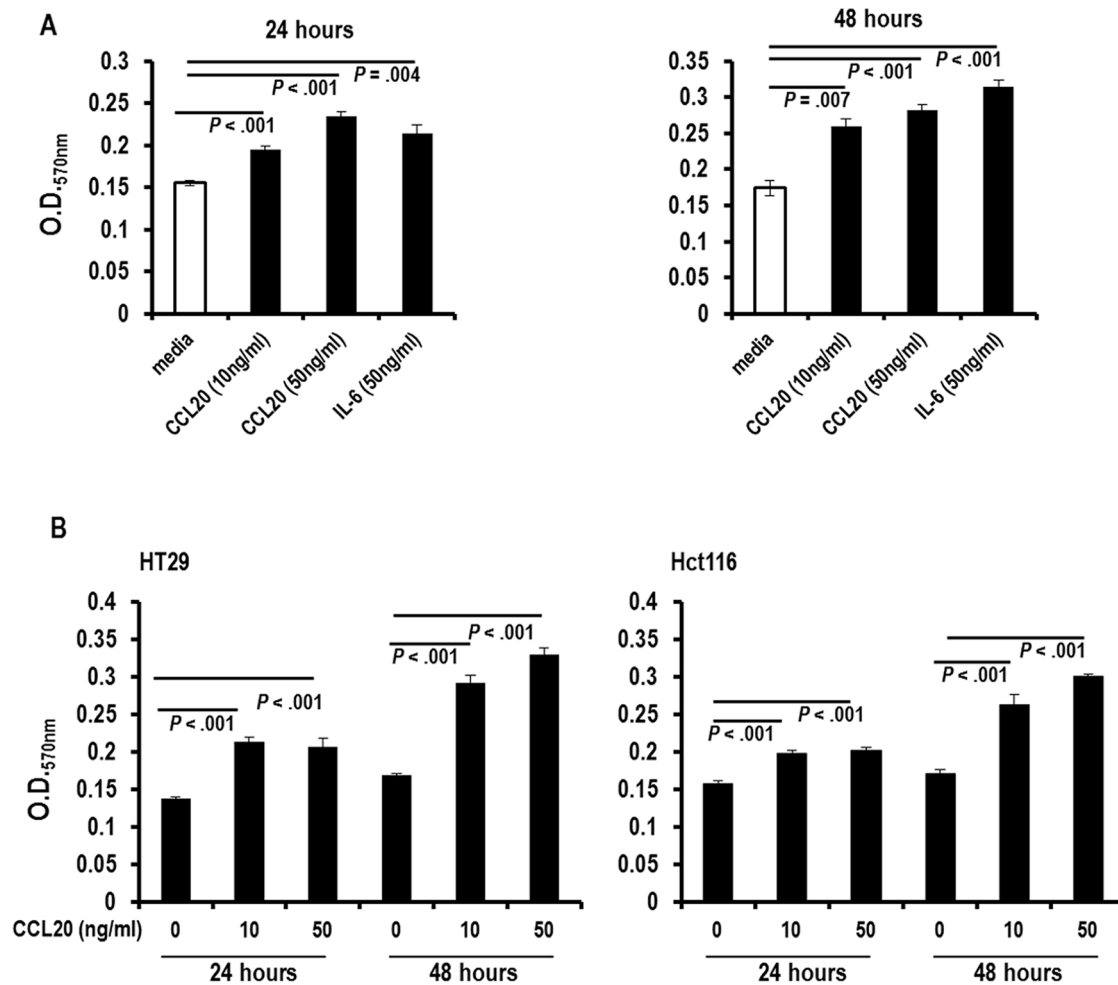 A
24 hours
48 hours
O.D.570nm
0.3
0.25
0.2
0.15
0.1
0.05
0
P = .004
P < .001
P < .001
media
CCL20 (10ng/ml)
CCL20 (50ng/ml)
IL-6 (50ng/ml)
0.35
0.3
0.25
0.2
0.15
0.1
0.05
0
P < .001
P < .001
P = .007
media
CCL20 (10ng/ml)
CCL20 (50ng/ml)
IL-6 (50ng/ml)
B
HT29
Hct116
O.D.570nm
0.4
0.35
0.3
0.25
0.2
0.15
0.1
0.05
0
P < .001
P < .001
P < .001
P < .001
CCL20 (ng/ml) 0 10 50 0 10 50
24 hours 48 hours
0.4
0.35
0.3
0.25
0.2
0.15
0.1
0.05
0
P < .001
P < .001
P < .001
P < .001
0 10 50 0 10 50
24 hours 48 hours